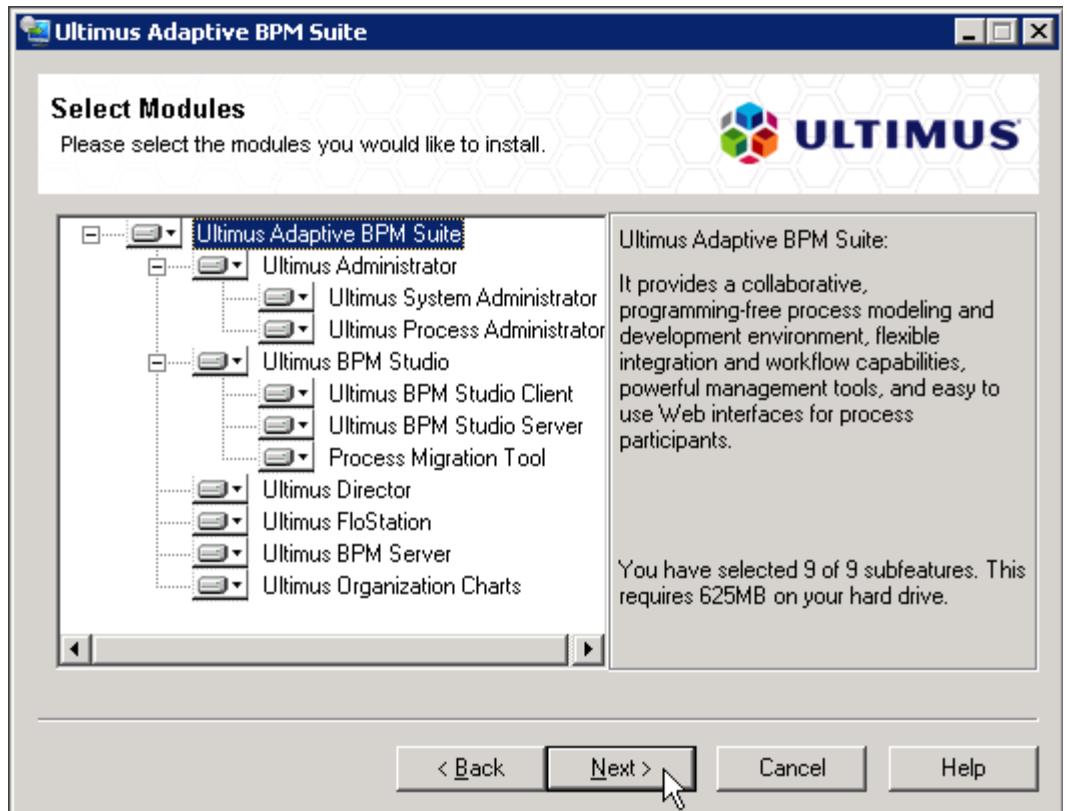 Ultimus Adaptive BPM Suite
Select Modules
Please select the modules you would like to install.
ULTIMUS
Ultimus Adaptive BPM Suite
Ultimus Administrator
Ultimus System Administrator
Ultimus Process Administrator
Ultimus BPM Studio
Ultimus BPM Studio Client
Ultimus BPM Studio Server
Process Migration Tool
Ultimus Director
Ultimus FloStation
Ultimus BPM Server
Ultimus Organization Charts
Ultimus Adaptive BPM Suite:
It provides a collaborative,
programming-free process modeling and
development environment, flexible
integration and workflow capabilities,
powerful management tools, and easy to
use Web interfaces for process
participants.
You have selected 9 of 9 subfeatures. This
requires 625MB on your hard drive.
< Back
Next >
Cancel
Help